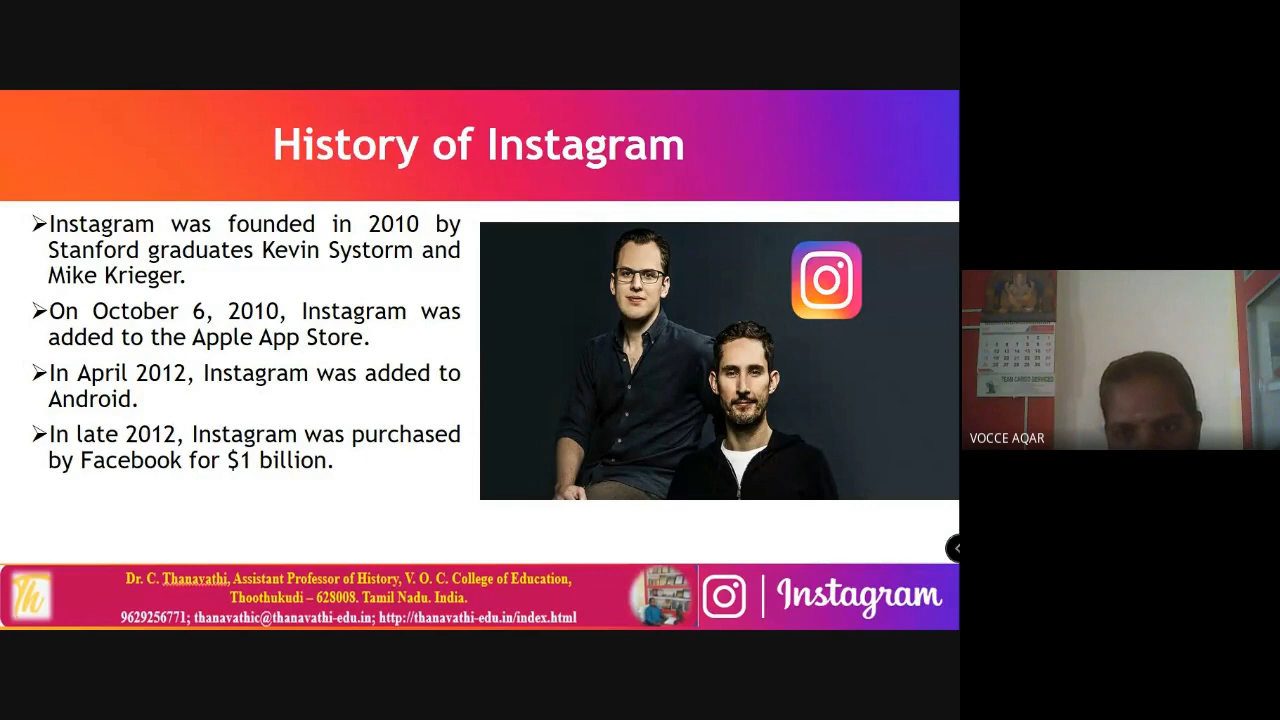 History of Instagram
➢Instagram was founded in 2010 by
Stanford graduates Kevin Systorm and
Mike Krieger.
➢On October 6, 2010, Instagram was
added to the Apple App Store.
➢In April 2012, Instagram was added to
Android.
➢In late 2012, Instagram was purchased
by Facebook for $1 billion.
Th
Dr. C. Thanavathi, Assistant Professor of History, V. O. C. College of Education,
Thoothukudi – 628008. Tamil Nadu. India.
9629256771; thanavathic@thanavathi-edu.in; http://thanavathi-edu.in/index.html
Instagram
VOCCE AQAR